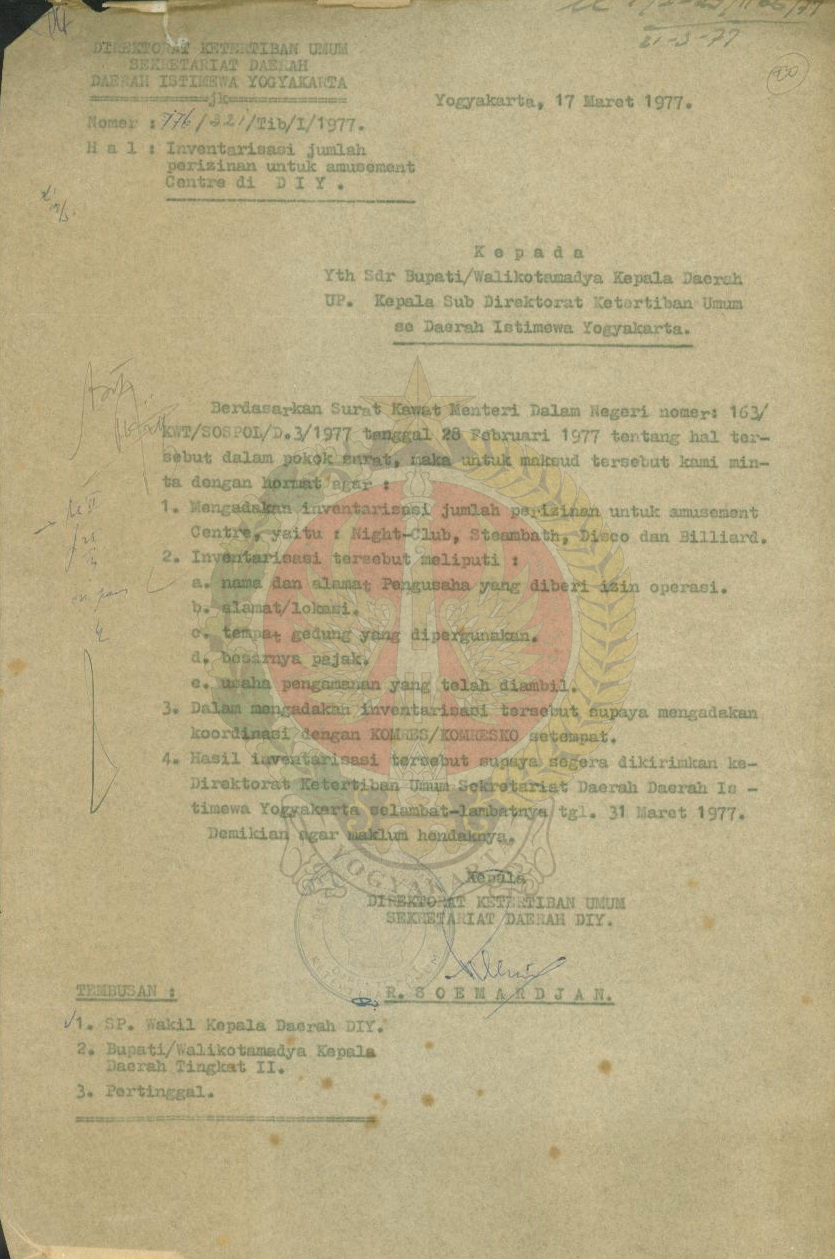 21-3-77
930
DIREKTORAT KETERTIBAN UMUM
SEKRETARIAT DAERAH
DAERAH ISTIMEWA YOGYAKARTA
jk
Yogyakarta, 17 Maret 1977.
Nomer : 776/221/Tib/I/1977.
H a l : Inventarisasi jumlah
perizinan untuk amusement
Centre di D I Y .
K e p a d a
Yth Sdr Bupati/Walikotamadya Kepala Daerah
UP. Kepala Sub Direktorat Ketertiban Umum
se Daerah Istimewa Yogyakarta.
Berdasarkan Surat Kawat Menteri Dalam Negeri nomer: 163/
KWT/SOSPOL/D.3/1977 tanggal 28 Februari 1977 tentang hal ter-
sebut dalam pokok surat, maka untuk maksud tersebut kami min-
ta dengan hormat agar :
1. Mengadakan inventarisasi jumlah perizinan untuk amusement
Centre, yaitu : Night-Club, Steambath, Disco dan Billiard.
2. Inventarisasi tersebut meliputi :
a. nama dan alamat Pengusaha yang diberi izin operasi.
b. alamat/lokasi.
c. tempat gedung yang dipergunakan.
d. besarnya pajak.
e. usaha pengamanan yang telah diambil.
3. Dalam mengadakan inventarisasi tersebut supaya mengadakan
koordinasi dengan KOMRES/KOMRESKO setempat.
4. Hasil inventarisasi tersebut supaya segera dikirimkan ke-
Direktorat Ketertiban Umum Sekretariat Daerah Daerah Is -
timewa Yogyakarta selambat-lambatnya tgl. 31 Maret 1977.
Demikian agar maklum hendaknya.
YOGYAKARTA
Kepala
DIREKTORAT KETERTIBAN UMUM
SEKRETARIAT DAERAH DIY.
R. S O E M A R D J A N.
TEMBUSAN :
1. SP. Wakil Kepala Daerah DIY.
2. Bupati/Walikotamadya Kepala
Daerah Tingkat II.
3. Pertinggal.